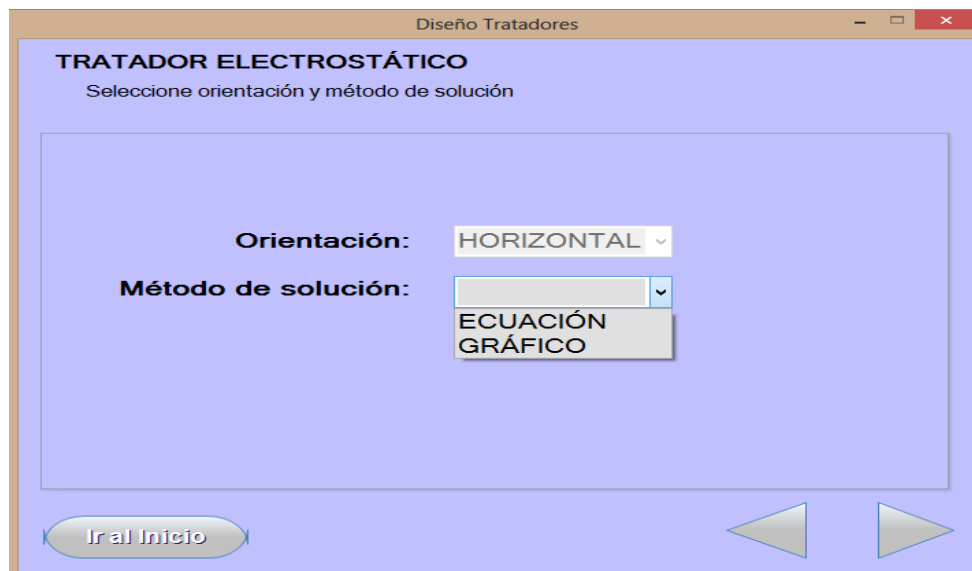 Diseño Tratadores
TRATADOR ELECTROSTÁTICO
Seleccione orientación y método de solución
Orientación: HORIZONTAL
Método de solución:
ECUACIÓN
GRÁFICO
Ir al Inicio